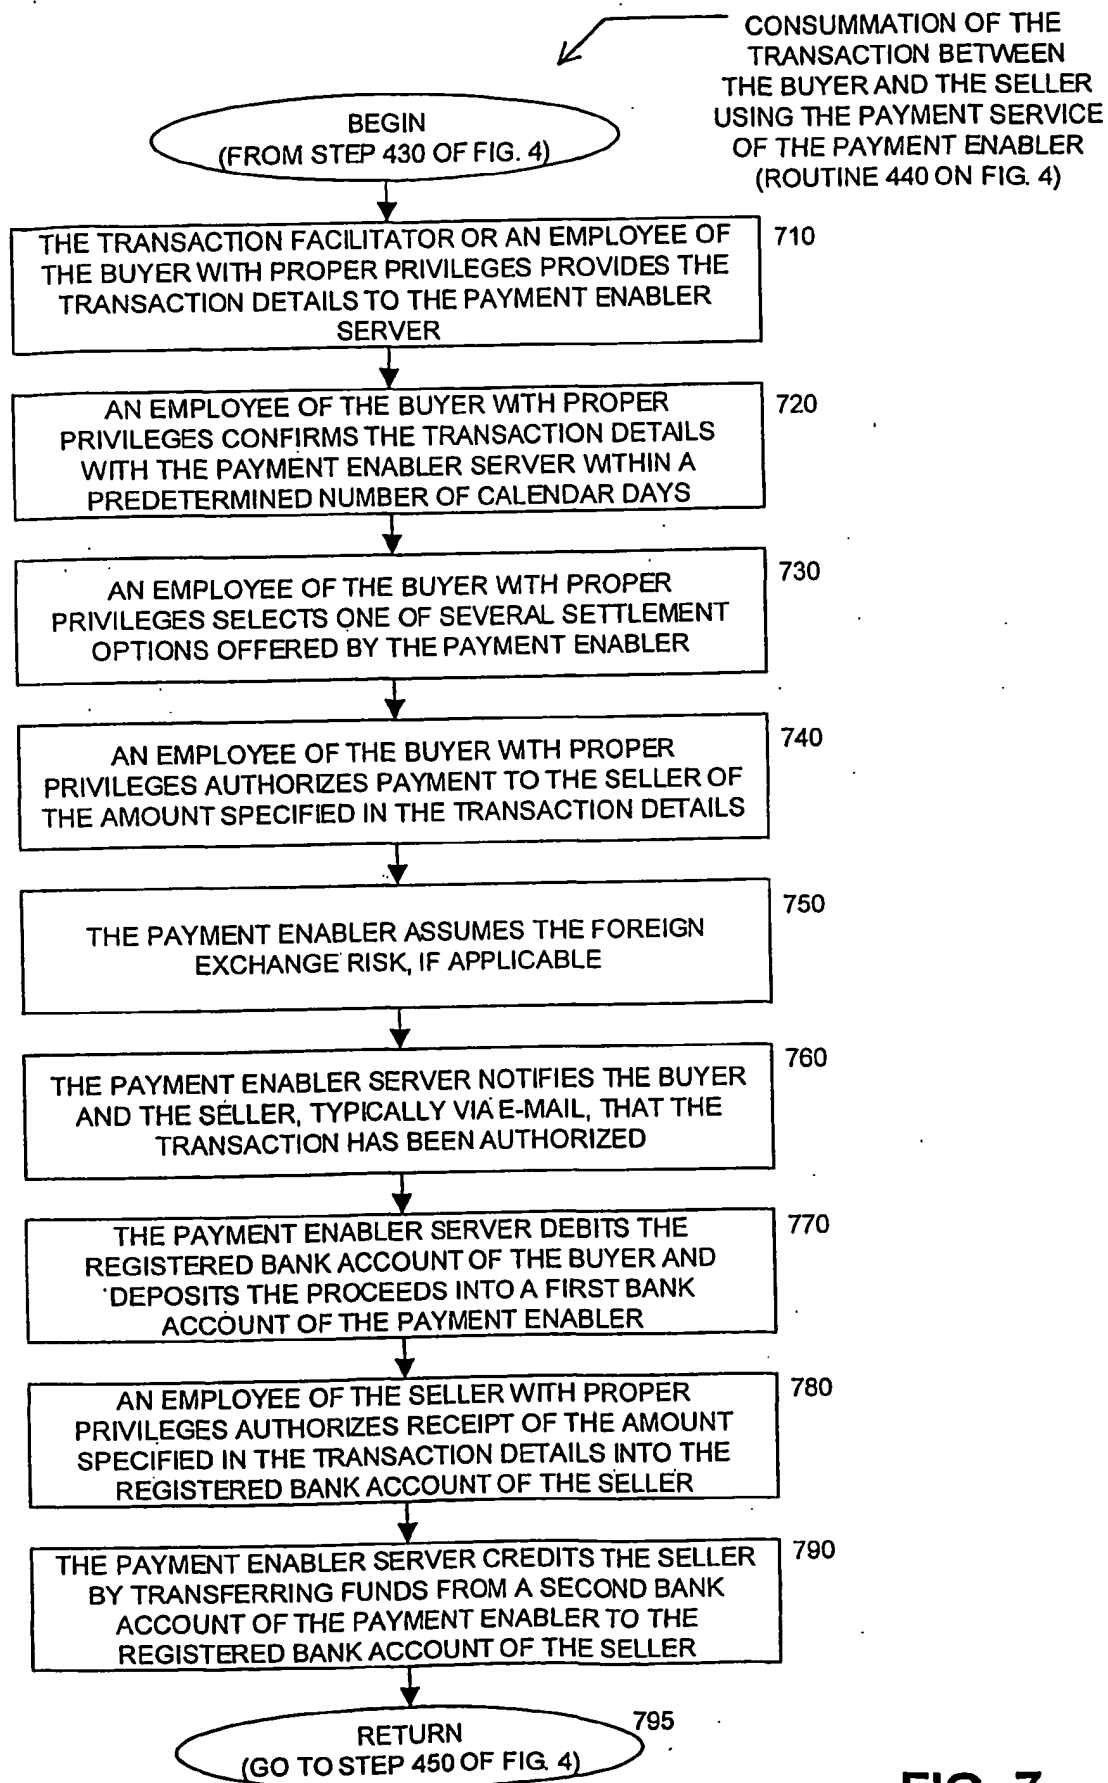 CONSUMMATION OF THE
TRANSACTION BETWEEN
THE BUYER AND THE SELLER
USING THE PAYMENT SERVICE
OF THE PAYMENT ENABLER
(ROUTINE 440 ON FIG. 4)
BEGIN
(FROM STEP 430 OF FIG. 4)
710
THE TRANSACTION FACILITATOR OR AN EMPLOYEE OF
THE BUYER WITH PROPER PRIVILEGES PROVIDES THE
TRANSACTION DETAILS TO THE PAYMENT ENABLER
SERVER
720
AN EMPLOYEE OF THE BUYER WITH PROPER
PRIVILEGES CONFIRMS THE TRANSACTION DETAILS
WITH THE PAYMENT ENABLER SERVER WITHIN A
PREDETERMINED NUMBER OF CALENDAR DAYS
730
AN EMPLOYEE OF THE BUYER WITH PROPER
PRIVILEGES SELECTS ONE OF SEVERAL SETTLEMENT
OPTIONS OFFERED BY THE PAYMENT ENABLER
740
AN EMPLOYEE OF THE BUYER WITH PROPER
PRIVILEGES AUTHORIZES PAYMENT TO THE SELLER OF
THE AMOUNT SPECIFIED IN THE TRANSACTION DETAILS
750
THE PAYMENT ENABLER ASSUMES THE FOREIGN
EXCHANGE RISK, IF APPLICABLE
760
THE PAYMENT ENABLER SERVER NOTIFIES THE BUYER
AND THE SELLER, TYPICALLY VIA E-MAIL, THAT THE
TRANSACTION HAS BEEN AUTHORIZED
770
THE PAYMENT ENABLER SERVER DEBITS THE
REGISTERED BANK ACCOUNT OF THE BUYER AND
DEPOSITS THE PROCEEDS INTO A FIRST BANK
ACCOUNT OF THE PAYMENT ENABLER
780
AN EMPLOYEE OF THE SELLER WITH PROPER
PRIVILEGES AUTHORIZES RECEIPT OF THE AMOUNT
SPECIFIED IN THE TRANSACTION DETAILS INTO THE
REGISTERED BANK ACCOUNT OF THE SELLER
790
THE PAYMENT ENABLER SERVER CREDITS THE SELLER
BY TRANSFERRING FUNDS FROM A SECOND BANK
ACCOUNT OF THE PAYMENT ENABLER TO THE
REGISTERED BANK ACCOUNT OF THE SELLER
795
RETURN
(GO TO STEP 450 OF FIG. 4)
FIG. 7